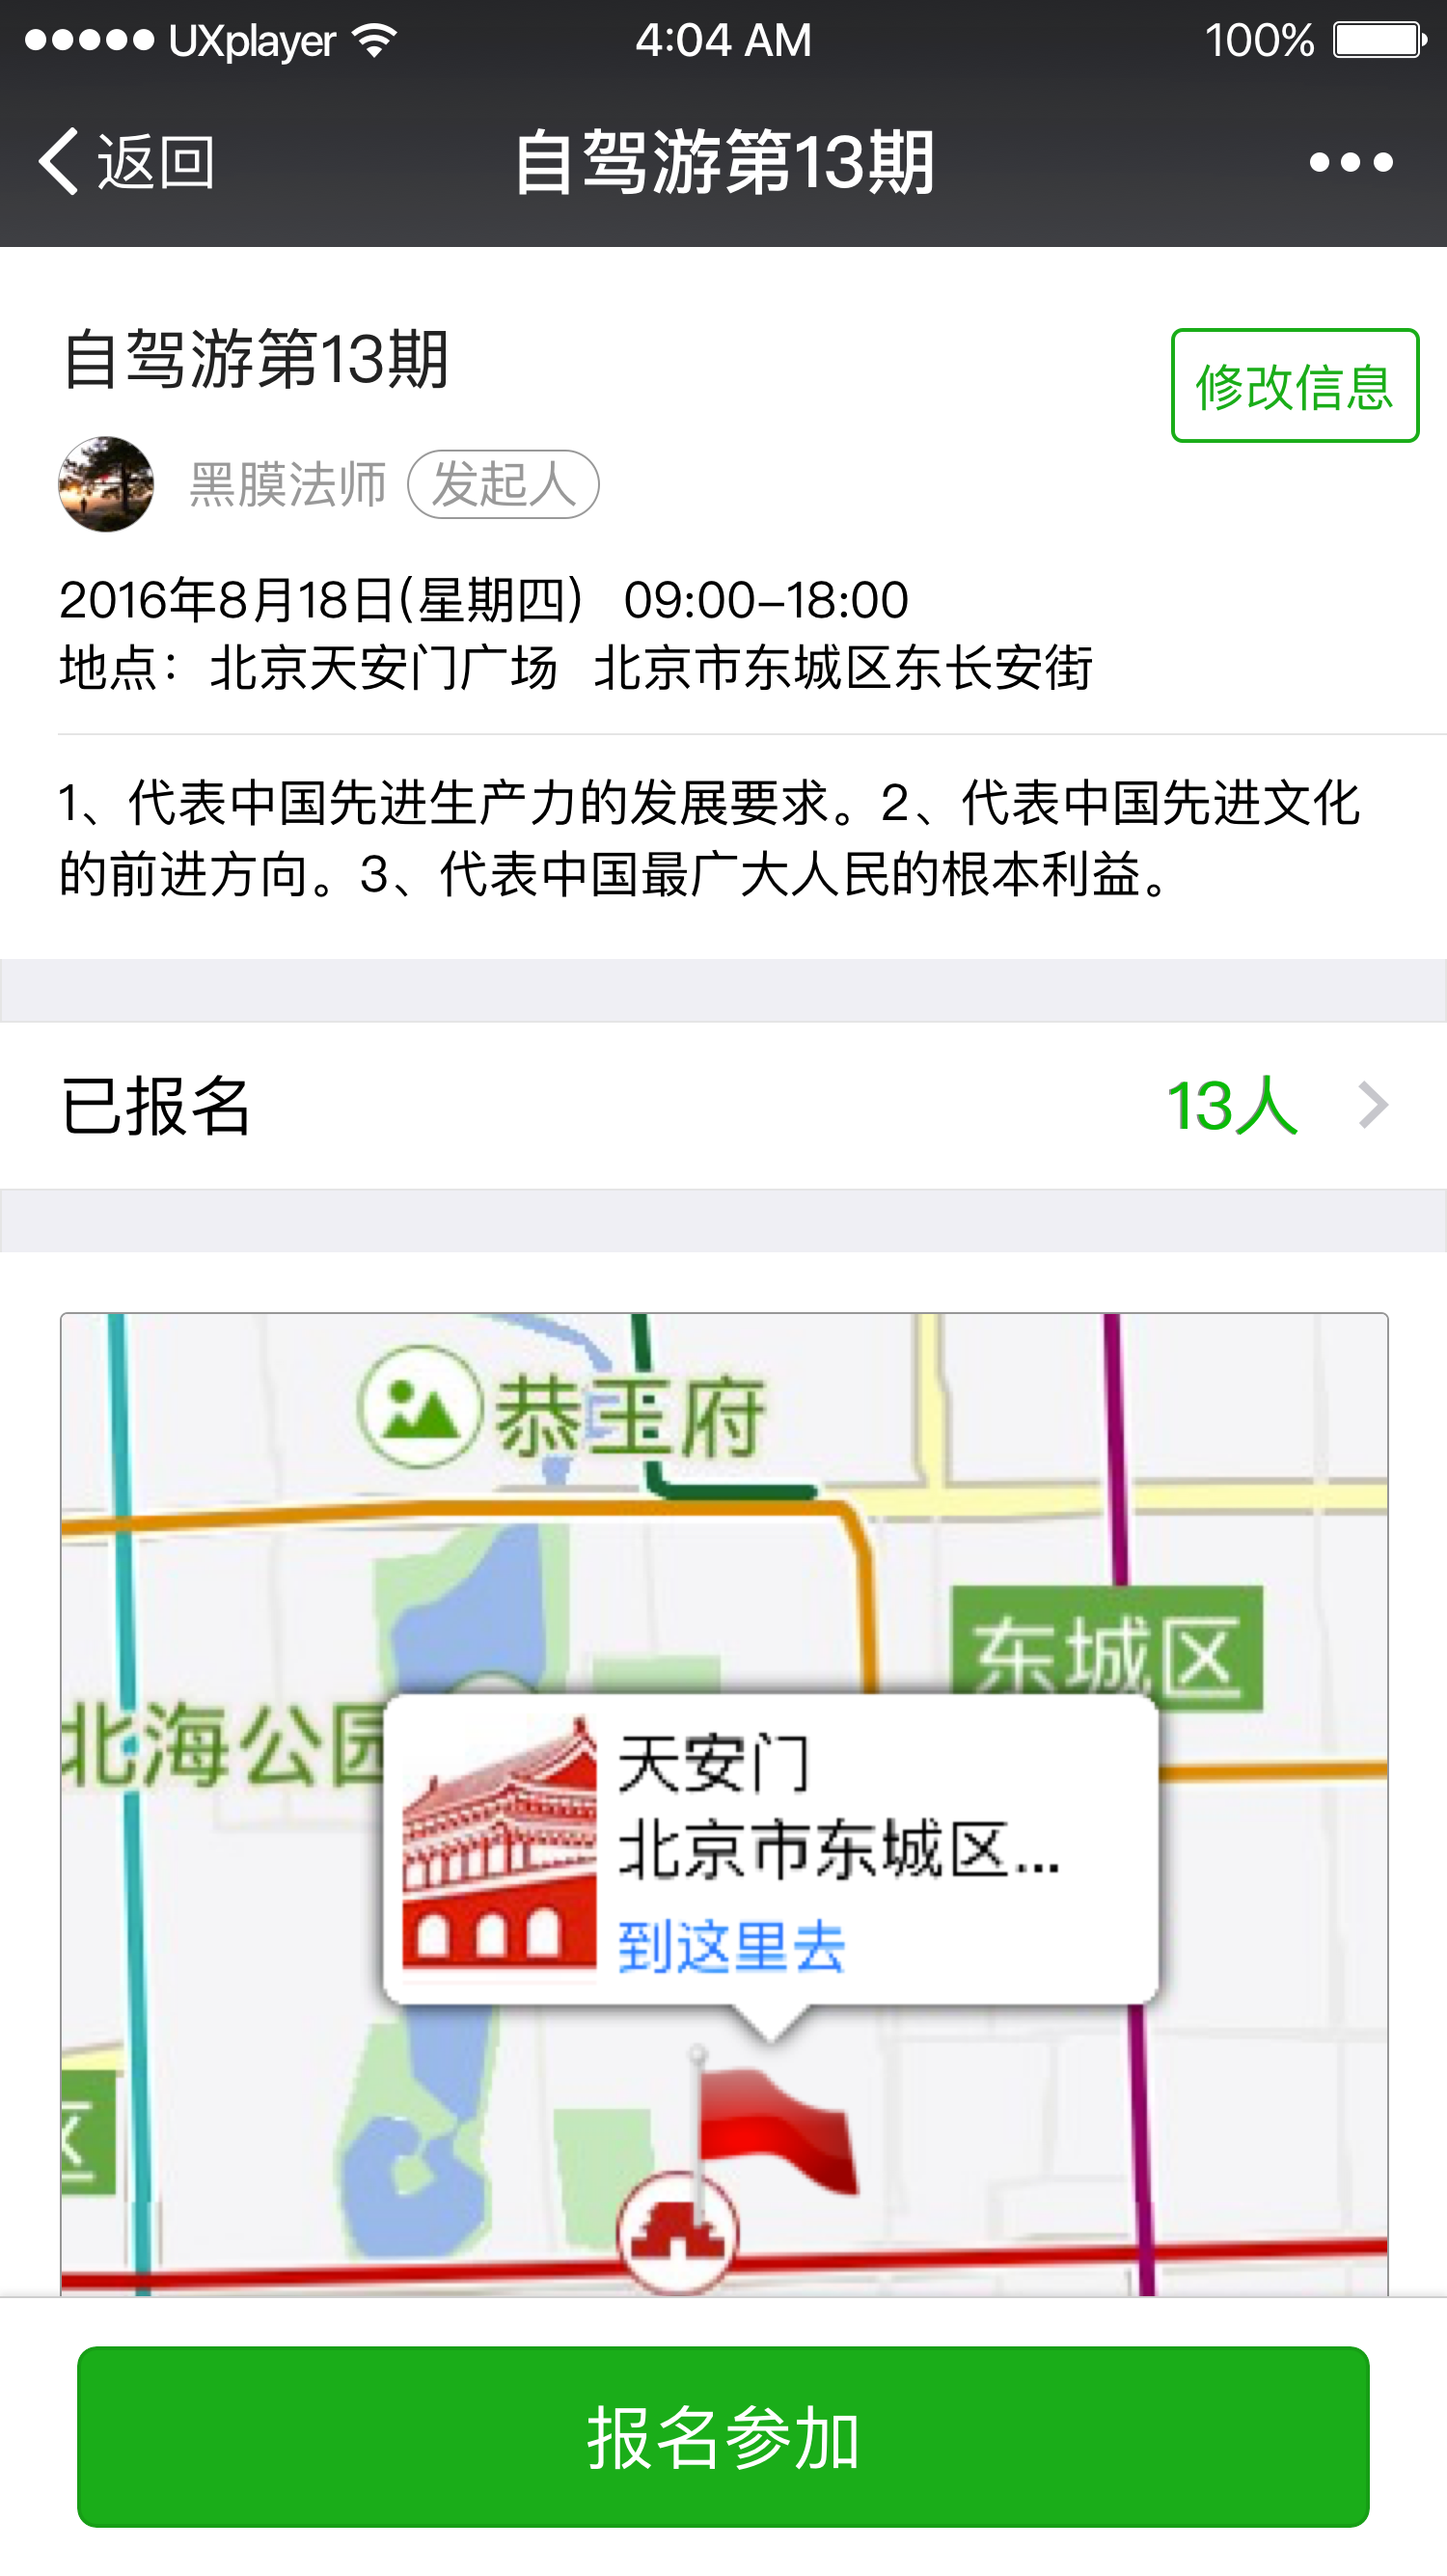 UXplayer 4:04 AM 100%
返回 自驾游第13期
自驾游第13期
修改信息
黑膜法师 发起人
2016年8月18日(星期四) 09:00-18:00
地点：北京天安门广场 北京市东城区东长安街
1、代表中国先进生产力的发展要求。2、代表中国先进文化
的前进方向。3、代表中国最广大人民的根本利益。
已报名 13人
恭王府
东城区
北海公园
天安门
北京市东城区...
到这里去
区
报名参加